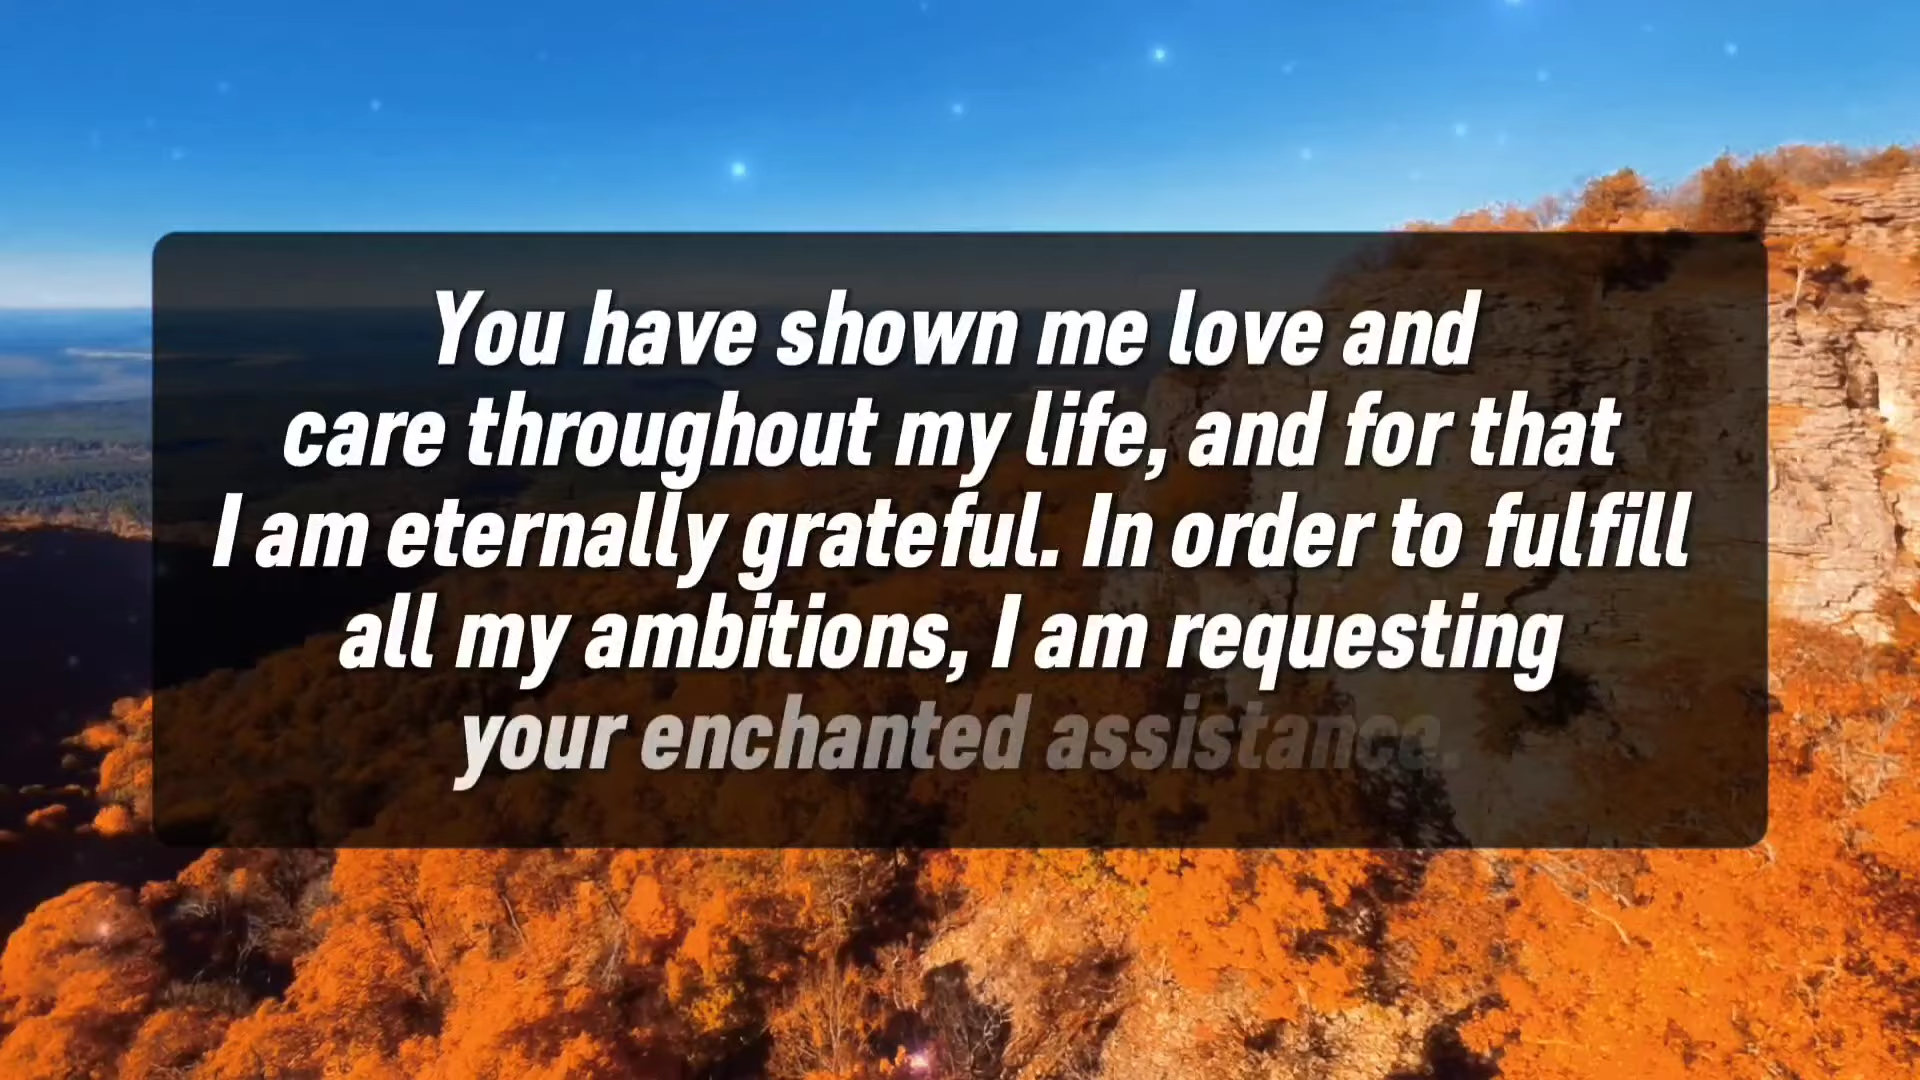 You have shown me love and
care throughout my life, and for that
I am eternally grateful. In order to fulfill
all my ambitions, I am requesting
your enchanted assistance.